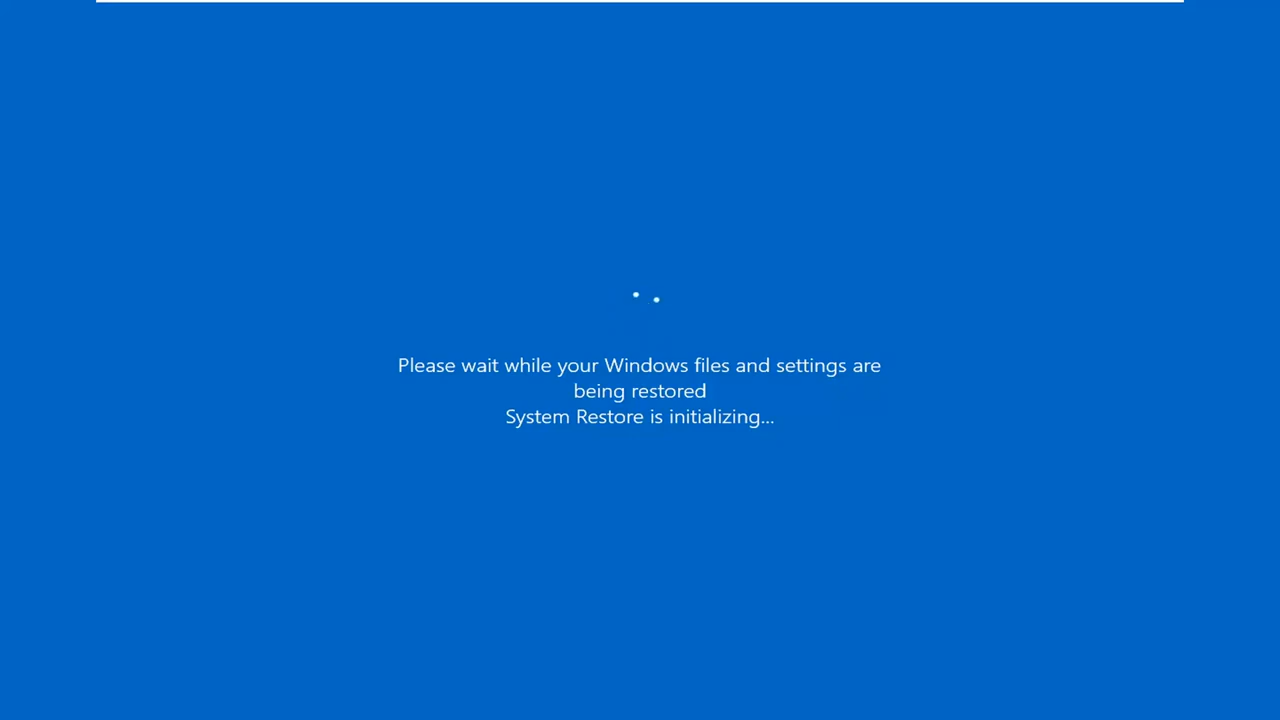 Please wait while your Windows files and settings are
being restored
System Restore is initializing...